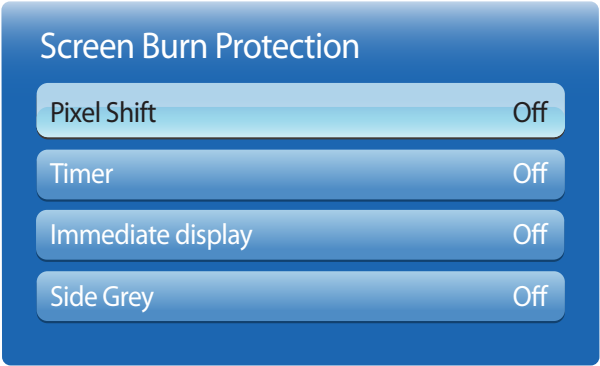 Screen Burn Protection
Pixel Shift Off
Timer Off
Immediate display Off
Side Grey Off